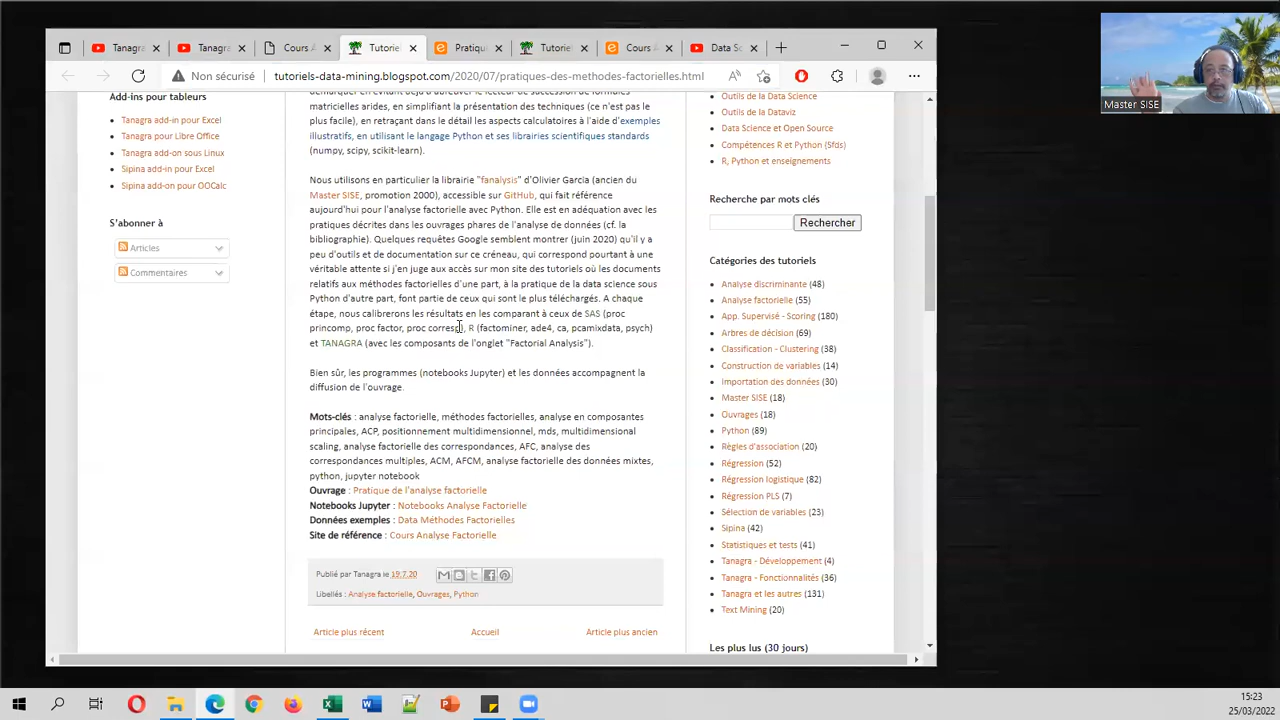 Tanagra
Tanagra
Cours A
Tutorie
Pratiqu
Tutorie
Cours A
Data Sc
Non sécurisé
tutoriels-data-mining.blogspot.com/2020/07/pratiques-des-methodes-factorielles.html
Master SISE
Add-ins pour tableurs
Tanagra add-in pour Excel
Tanagra pour Libre Office
Tanagra add-on sous Linux
Sipina add-in pour Excel
Sipina add-on pour OOCalc
S'abonner à
Articles
Commentaires
démarquer en évitant déjà d'abreuver le lecteur de succession de formules
matricielles arides, en simplifiant la présentation des techniques (ce n'est pas le
plus facile), en retraçant dans le détail les aspects calculatoires à l'aide d'exemples
illustratifs, en utilisant le langage Python et ses librairies scientifiques standards
(numpy, scipy, scikit-learn).
Nous utilisons en particulier la librairie "fanalysis" d'Olivier Garcia (ancien du
Master SISE, promotion 2000), accessible sur GitHub, qui fait référence
aujourd'hui pour l'analyse factorielle avec Python. Elle est en adéquation avec les
pratiques décrites dans les ouvrages phares de l'analyse de données (cf. la
bibliographie). Quelques requêtes Google semblent montrer (juin 2020) qu'il y a
peu d'outils et de documentation sur ce créneau, qui correspond pourtant à une
véritable attente si j'en juge aux accès sur mon site des tutoriels où les documents
relatifs aux méthodes factorielles d'une part, à la pratique de la data science sous
Python d'autre part, font partie de ceux qui sont le plus téléchargés. A chaque
étape, nous calibrerons les résultats en les comparant à ceux de SAS (proc
princomp, proc factor, proc corresp), R (factominer, ade4, ca, pcamixdata, psych)
et TANAGRA (avec les composants de l'onglet "Factorial Analysis").
Bien sûr, les programmes (notebooks Jupyter) et les données accompagnent la
diffusion de l'ouvrage.
Mots-clés : analyse factorielle, méthodes factorielles, analyse en composantes
principales, ACP, positionnement multidimensionnel, mds, multidimensional
scaling, analyse factorielle des correspondances, AFC, analyse des
correspondances multiples, ACM, AFCM, analyse factorielle des données mixtes,
python, jupyter notebook
Ouvrage : Pratique de l'analyse factorielle
Notebooks Jupyter : Notebooks Analyse Factorielle
Données exemples : Data Méthodes Factorielles
Site de référence : Cours Analyse Factorielle
Publié par Tanagra le 19.7.20
Libellés : Analyse factorielle, Ouvrages, Python
Article plus récent
Accueil
Article plus ancien
Outils de la Data Science
Outils de la Dataviz
Data Science et Open Source
Compétences R et Python (Sfds)
R, Python et enseignements
Recherche par mots clés
Rechercher
Catégories des tutoriels
Analyse discriminante (48)
Analyse factorielle (55)
App. Supervisé - Scoring (180)
Arbres de décision (69)
Classification - Clustering (38)
Construction de variables (14)
Importation des données (30)
Master SISE (18)
Ouvrages (18)
Python (89)
Règles d'association (20)
Régression (52)
Régression logistique (82)
Régression PLS (7)
Sélection de variables (23)
Sipina (42)
Statistiques et tests (41)
Tanagra - Développement (4)
Tanagra - Fonctionnalités (36)
Tanagra et les autres (131)
Text Mining (20)
Les plus lus (30 jours)
15:23
25/03/2022